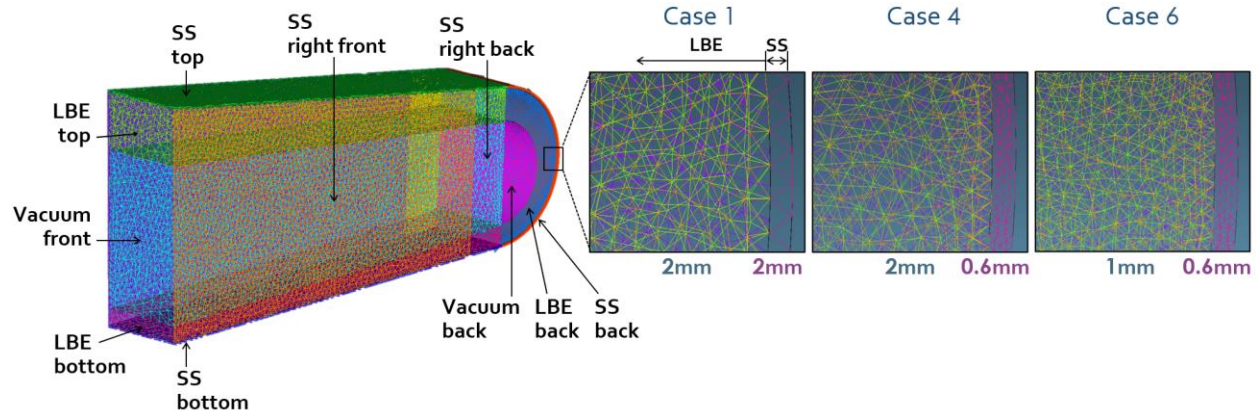 SS
top
SS
right front
SS
right back
LBE
top
Vacuum
front
LBE
bottom
SS
bottom
Vacuum
back
LBE
back
SS
back
Case 1
Case 4
Case 6
LBE
SS
2mm
2mm
2mm
0.6mm
1mm
0.6mm